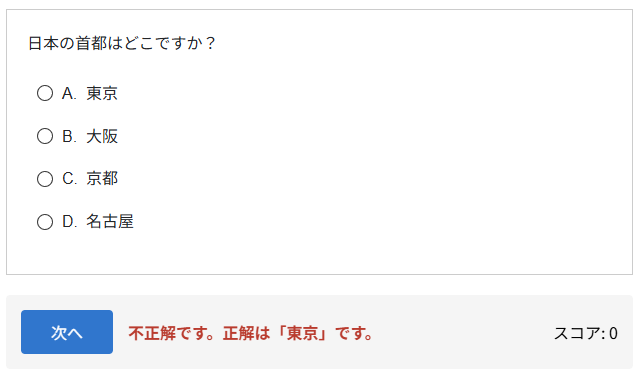 日本の首都はどこですか？
A. 東京
B. 大阪
C. 京都
D. 名古屋
次へ 不正解です。正解は「東京」です。 スコア: 0